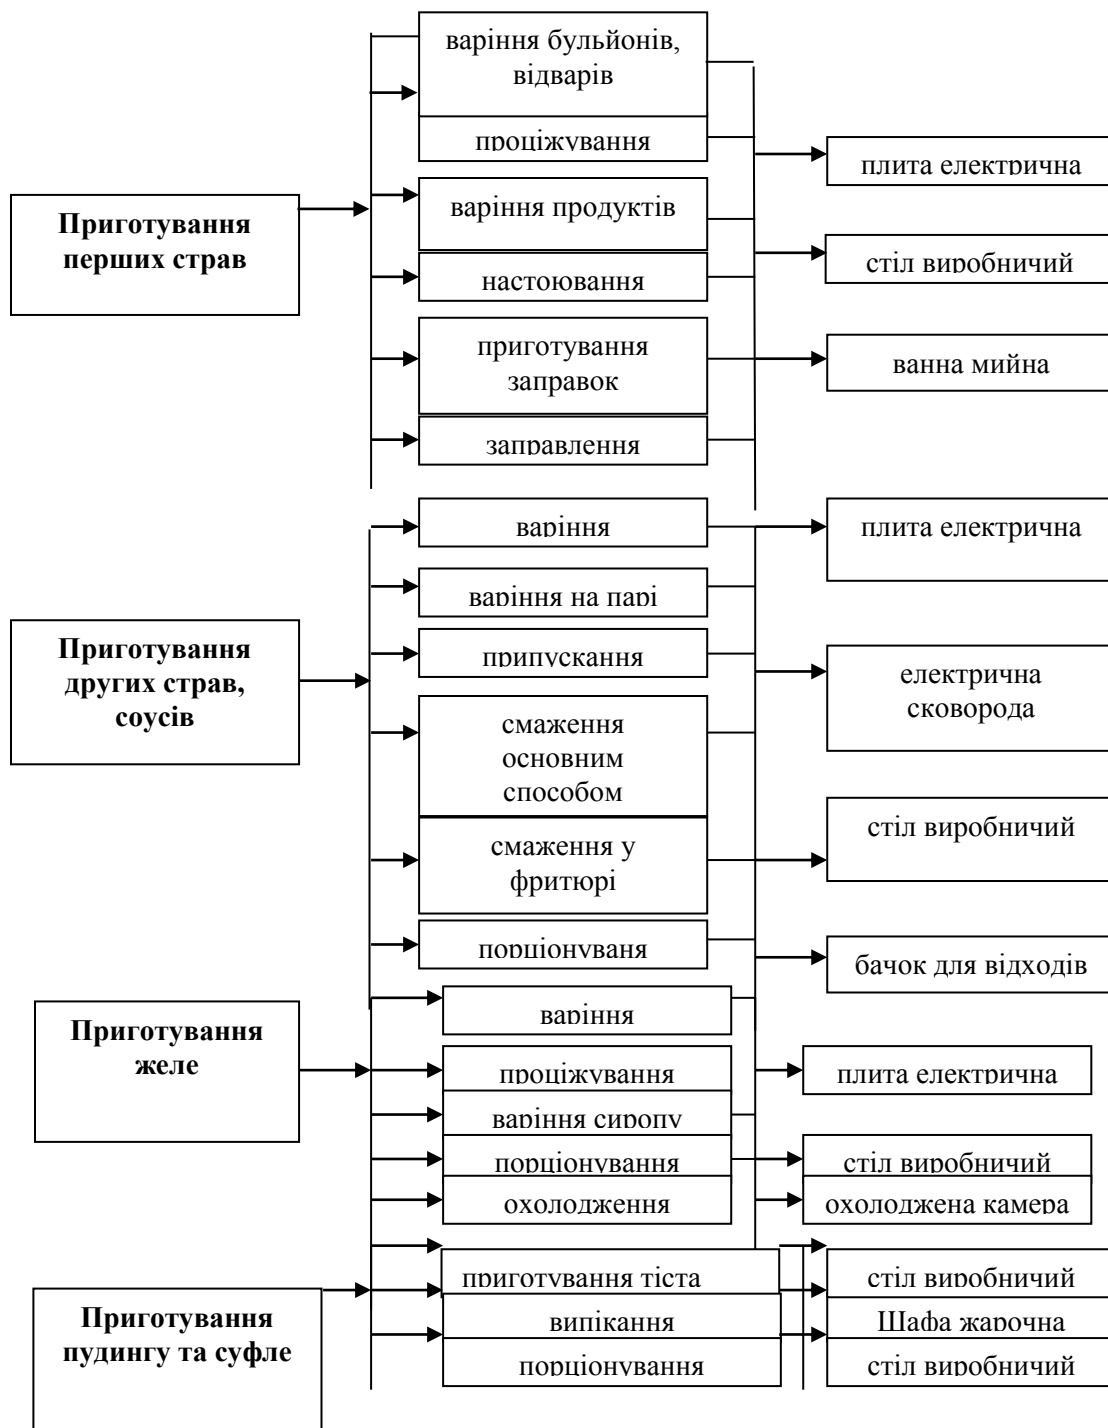 Приготування
перших страв
варіння бульйонів,
відварів
проціжування
варіння продуктів
настоювання
приготування
заправок
заправлення
плита електрична
стіл виробничий
ванна мийна
Приготування
других страв,
соусів
варіння
варіння на парі
припускання
смаження
основним
способом
смаження у
фритюрі
порціонуваня
плита електрична
електрична
сковорода
стіл виробничий
бачок для відходів
Приготування
желе
варіння
проціжування
варіння сиропу
порціонування
охолодження
плита електрична
стіл виробничий
охолоджена камера
Приготування
пудингу та суфле
приготування тіста
випікання
порціонування
стіл виробничий
Шафа жарочна
стіл виробничий